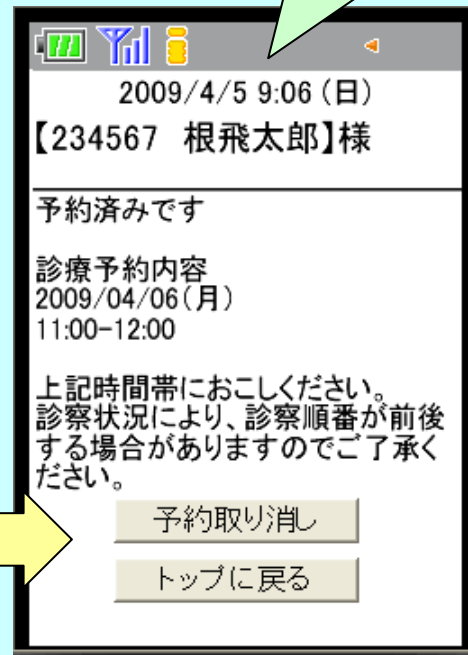 2009/4/5 9:06 (日)
【234567 根飛太郎】様
予約済みです
診療予約内容
2009/04/06(月)
11:00-12:00
上記時間帯におこしください。
診察状況により、診察順番が前後
する場合がありますのでご了承く
ださい。
予約取り消し
トップに戻る